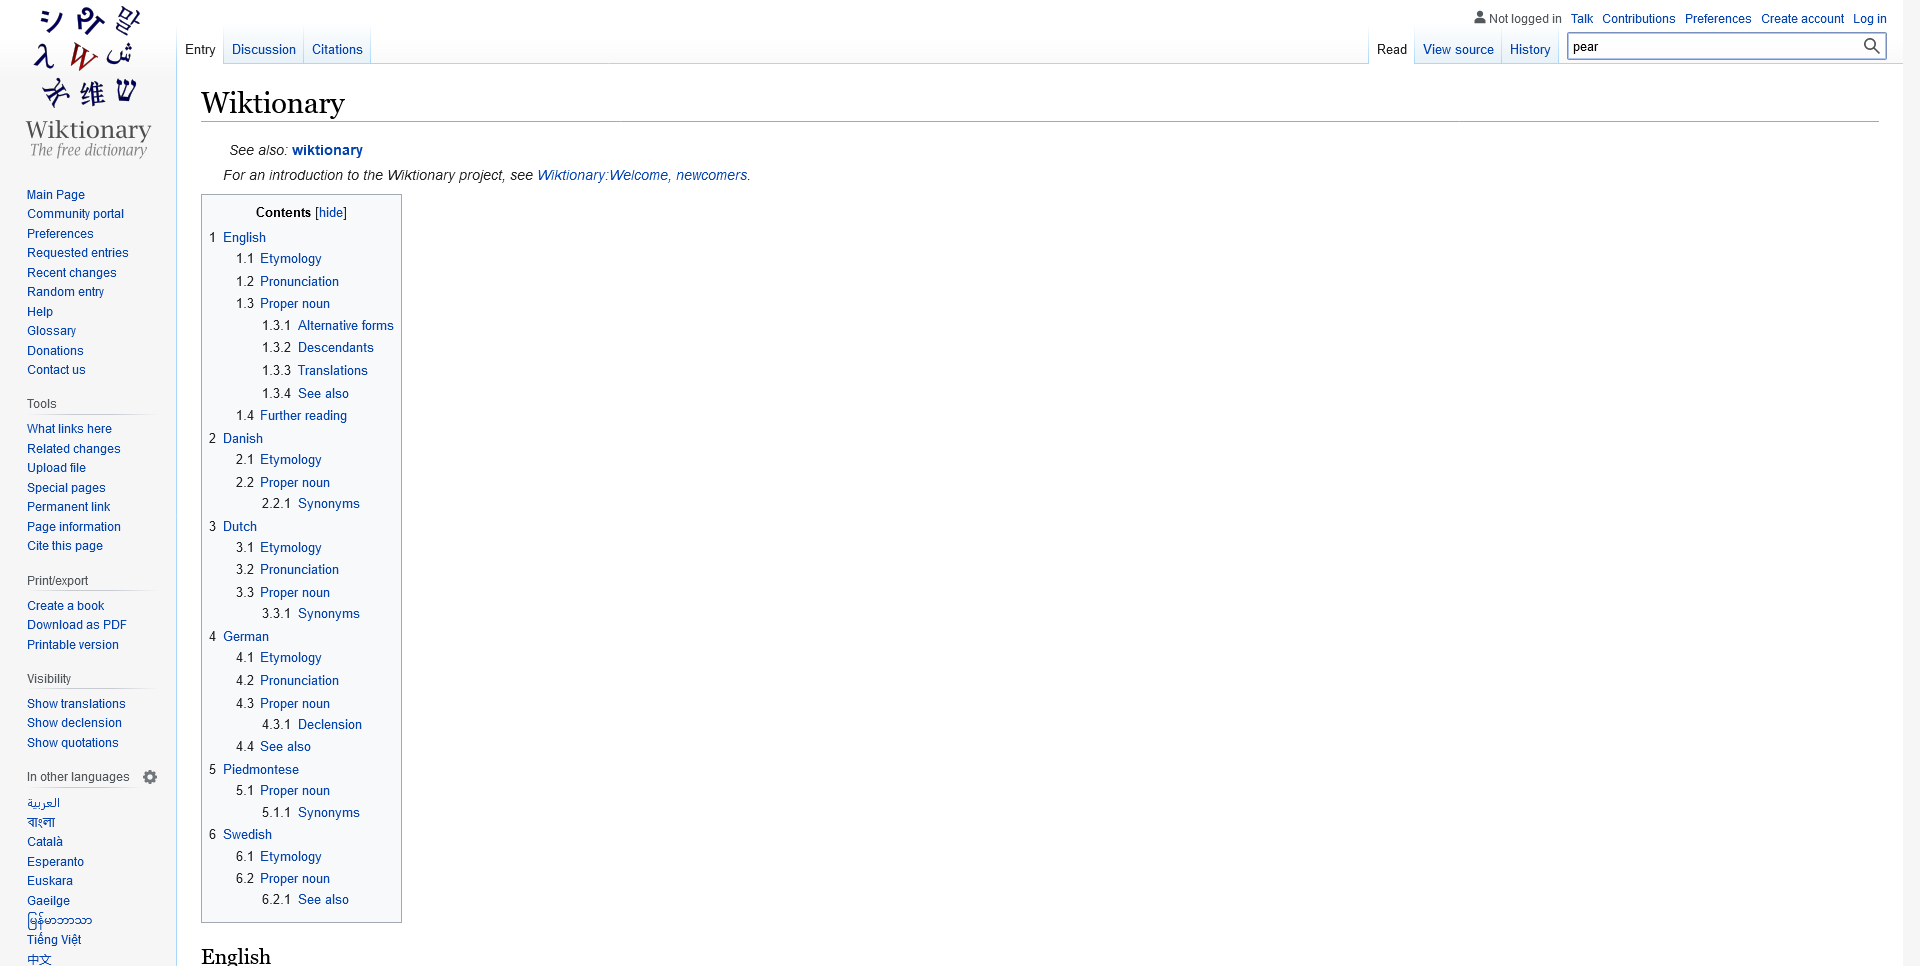 Not logged in Talk Contributions Preferences Create account Log in
Entry Discussion Citations Read View source History pear
Wiktionary
The free dictionary
Main Page
Community portal
Preferences
Requested entries
Recent changes
Random entry
Help
Glossary
Donations
Contact us
Tools
What links here
Related changes
Upload file
Special pages
Permanent link
Page information
Cite this page
Print/export
Create a book
Download as PDF
Printable version
Visibility
Show translations
Show declension
Show quotations
In other languages
العربية
বাংলা
Català
Esperanto
Euskara
Gaeilge
မြန်မာဘာသာ
Tiếng Việt
中文
Wiktionary
See also: wiktionary
For an introduction to the Wiktionary project, see Wiktionary:Welcome, newcomers.
Contents [hide]
1 English
1.1 Etymology
1.2 Pronunciation
1.3 Proper noun
1.3.1 Alternative forms
1.3.2 Descendants
1.3.3 Translations
1.3.4 See also
1.4 Further reading
2 Danish
2.1 Etymology
2.2 Proper noun
2.2.1 Synonyms
3 Dutch
3.1 Etymology
3.2 Pronunciation
3.3 Proper noun
3.3.1 Synonyms
4 German
4.1 Etymology
4.2 Pronunciation
4.3 Proper noun
4.3.1 Declension
4.4 See also
5 Piedmontese
5.1 Proper noun
5.1.1 Synonyms
6 Swedish
6.1 Etymology
6.2 Proper noun
6.2.1 See also
English